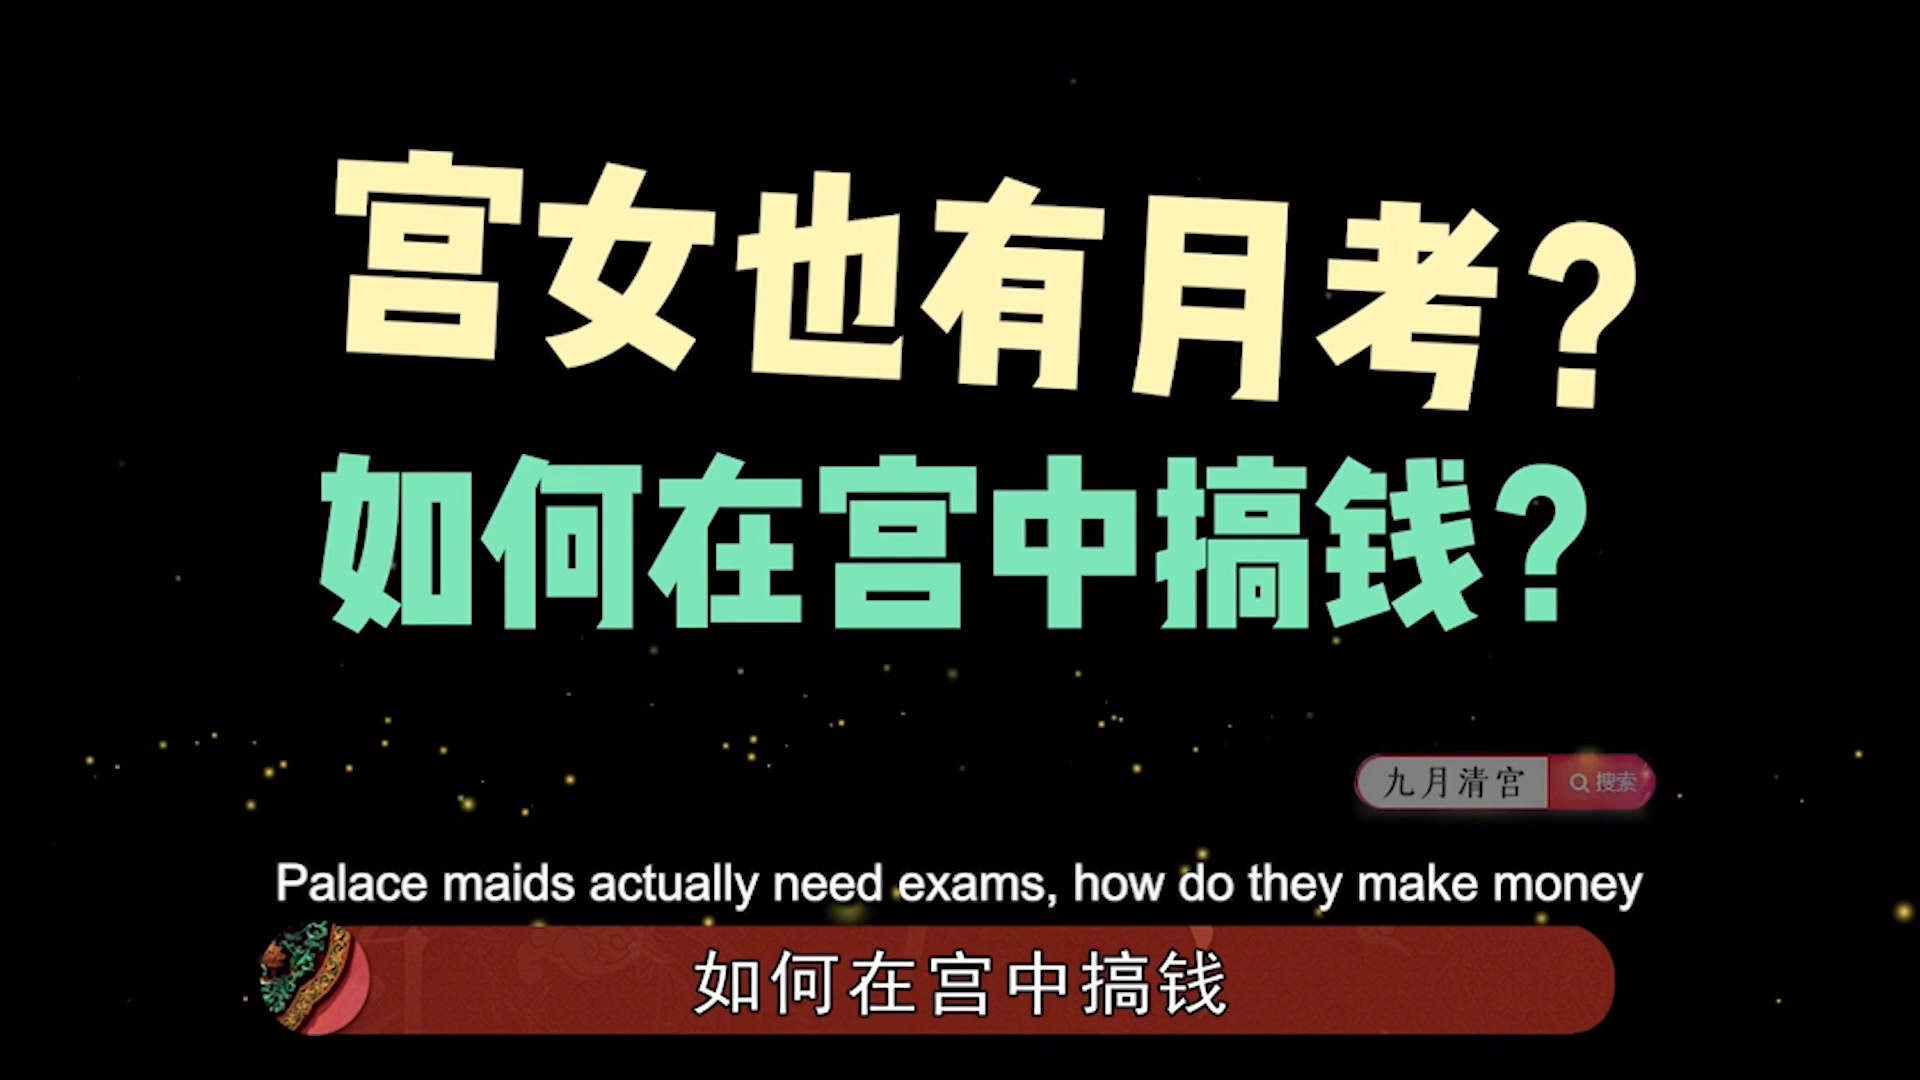 宫女也有月考?
如何在宫中搞钱?
九月清宫 搜索
Palace maids actually need exams, how do they make money
如何在宫中搞钱